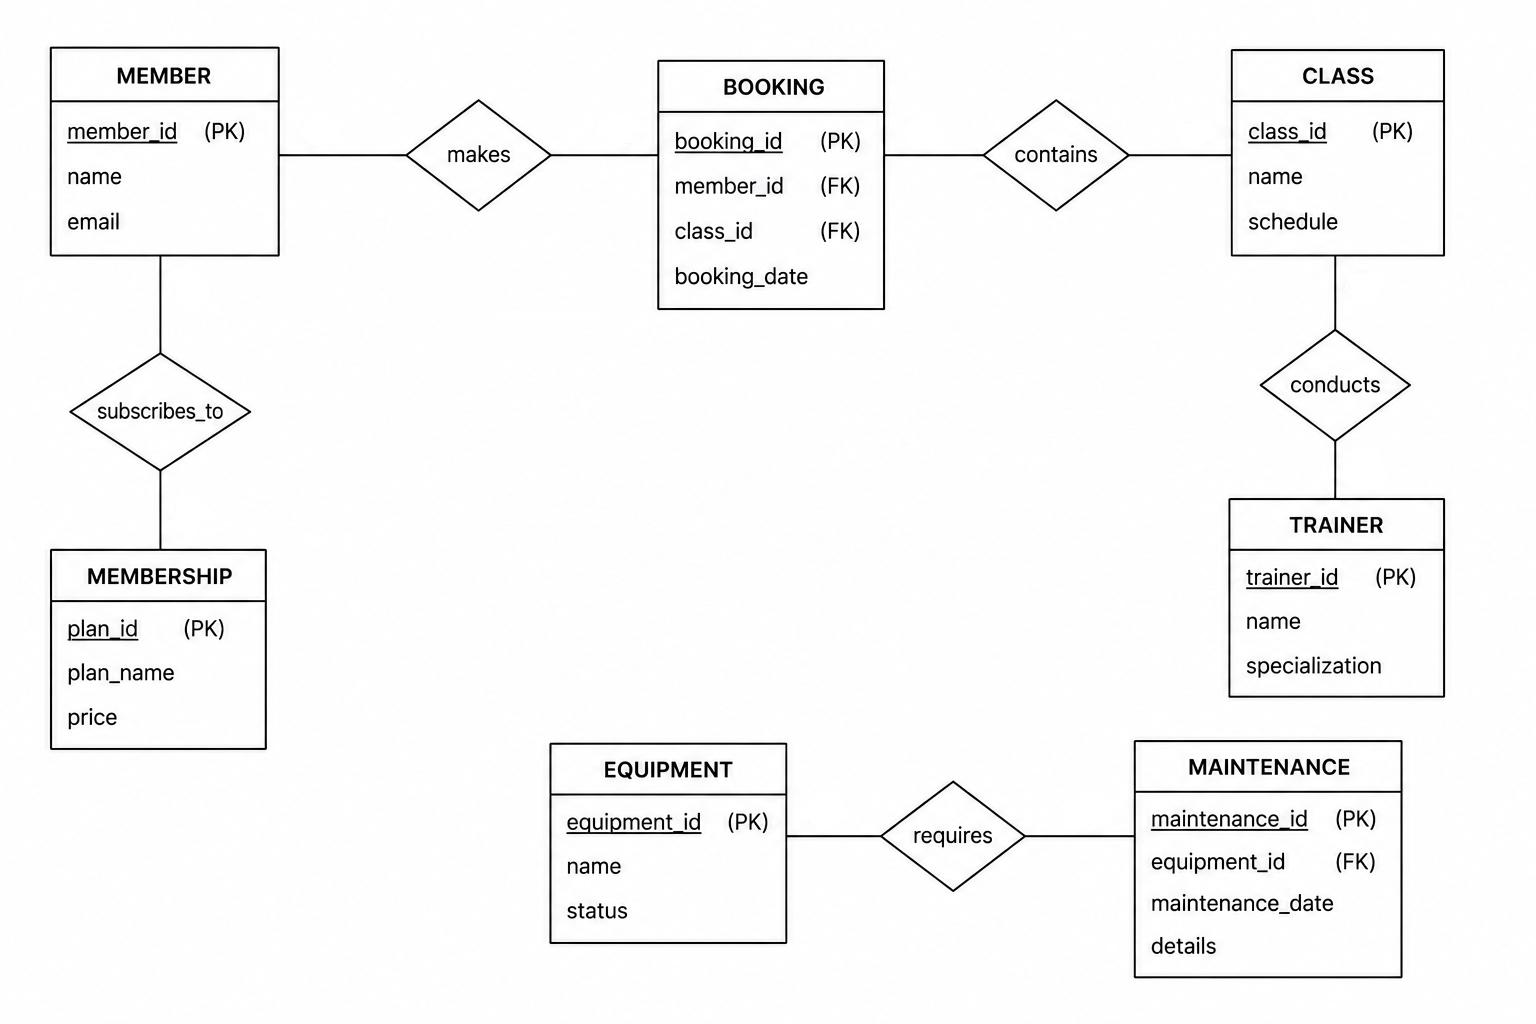 MEMBER
member_id (PK)
name
email
makes
BOOKING
booking_id (PK)
member_id (FK)
class_id (FK)
booking_date
contains
CLASS
class_id (PK)
name
schedule
subscribes_to
conducts
MEMBERSHIP
plan_id (PK)
plan_name
price
TRAINER
trainer_id (PK)
name
specialization
EQUIPMENT
equipment_id (PK)
name
status
requires
MAINTENANCE
maintenance_id (PK)
equipment_id (FK)
maintenance_date
details